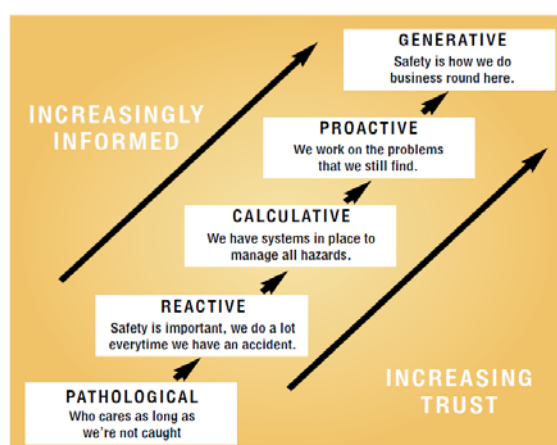 GENERATIVE
Safety is how we do
business round here.
INCREASINGLY
INFORMED
PROACTIVE
We work on the problems
that we still find.
CALCULATIVE
We have systems in place to
manage all hazards.
REACTIVE
Safety is important, we do a lot
everytime we have an accident.
INCREASING
TRUST
PATHOLOGICAL
Who cares as long as
we're not caught